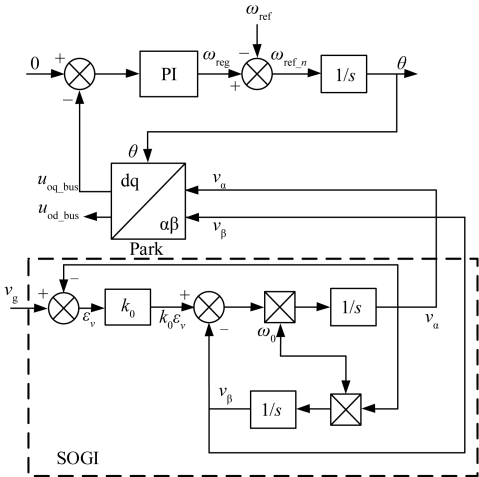 ω_ref
0 + − PI ω_reg − + ω_ref_n 1/s θ
θ
u_oq_bus dq v_α
u_od_bus αβ v_β
Park
v_g + − ε_v k_0 k_0ε_v + − ω_0 1/s v_α
v_β 1/s
SOGI